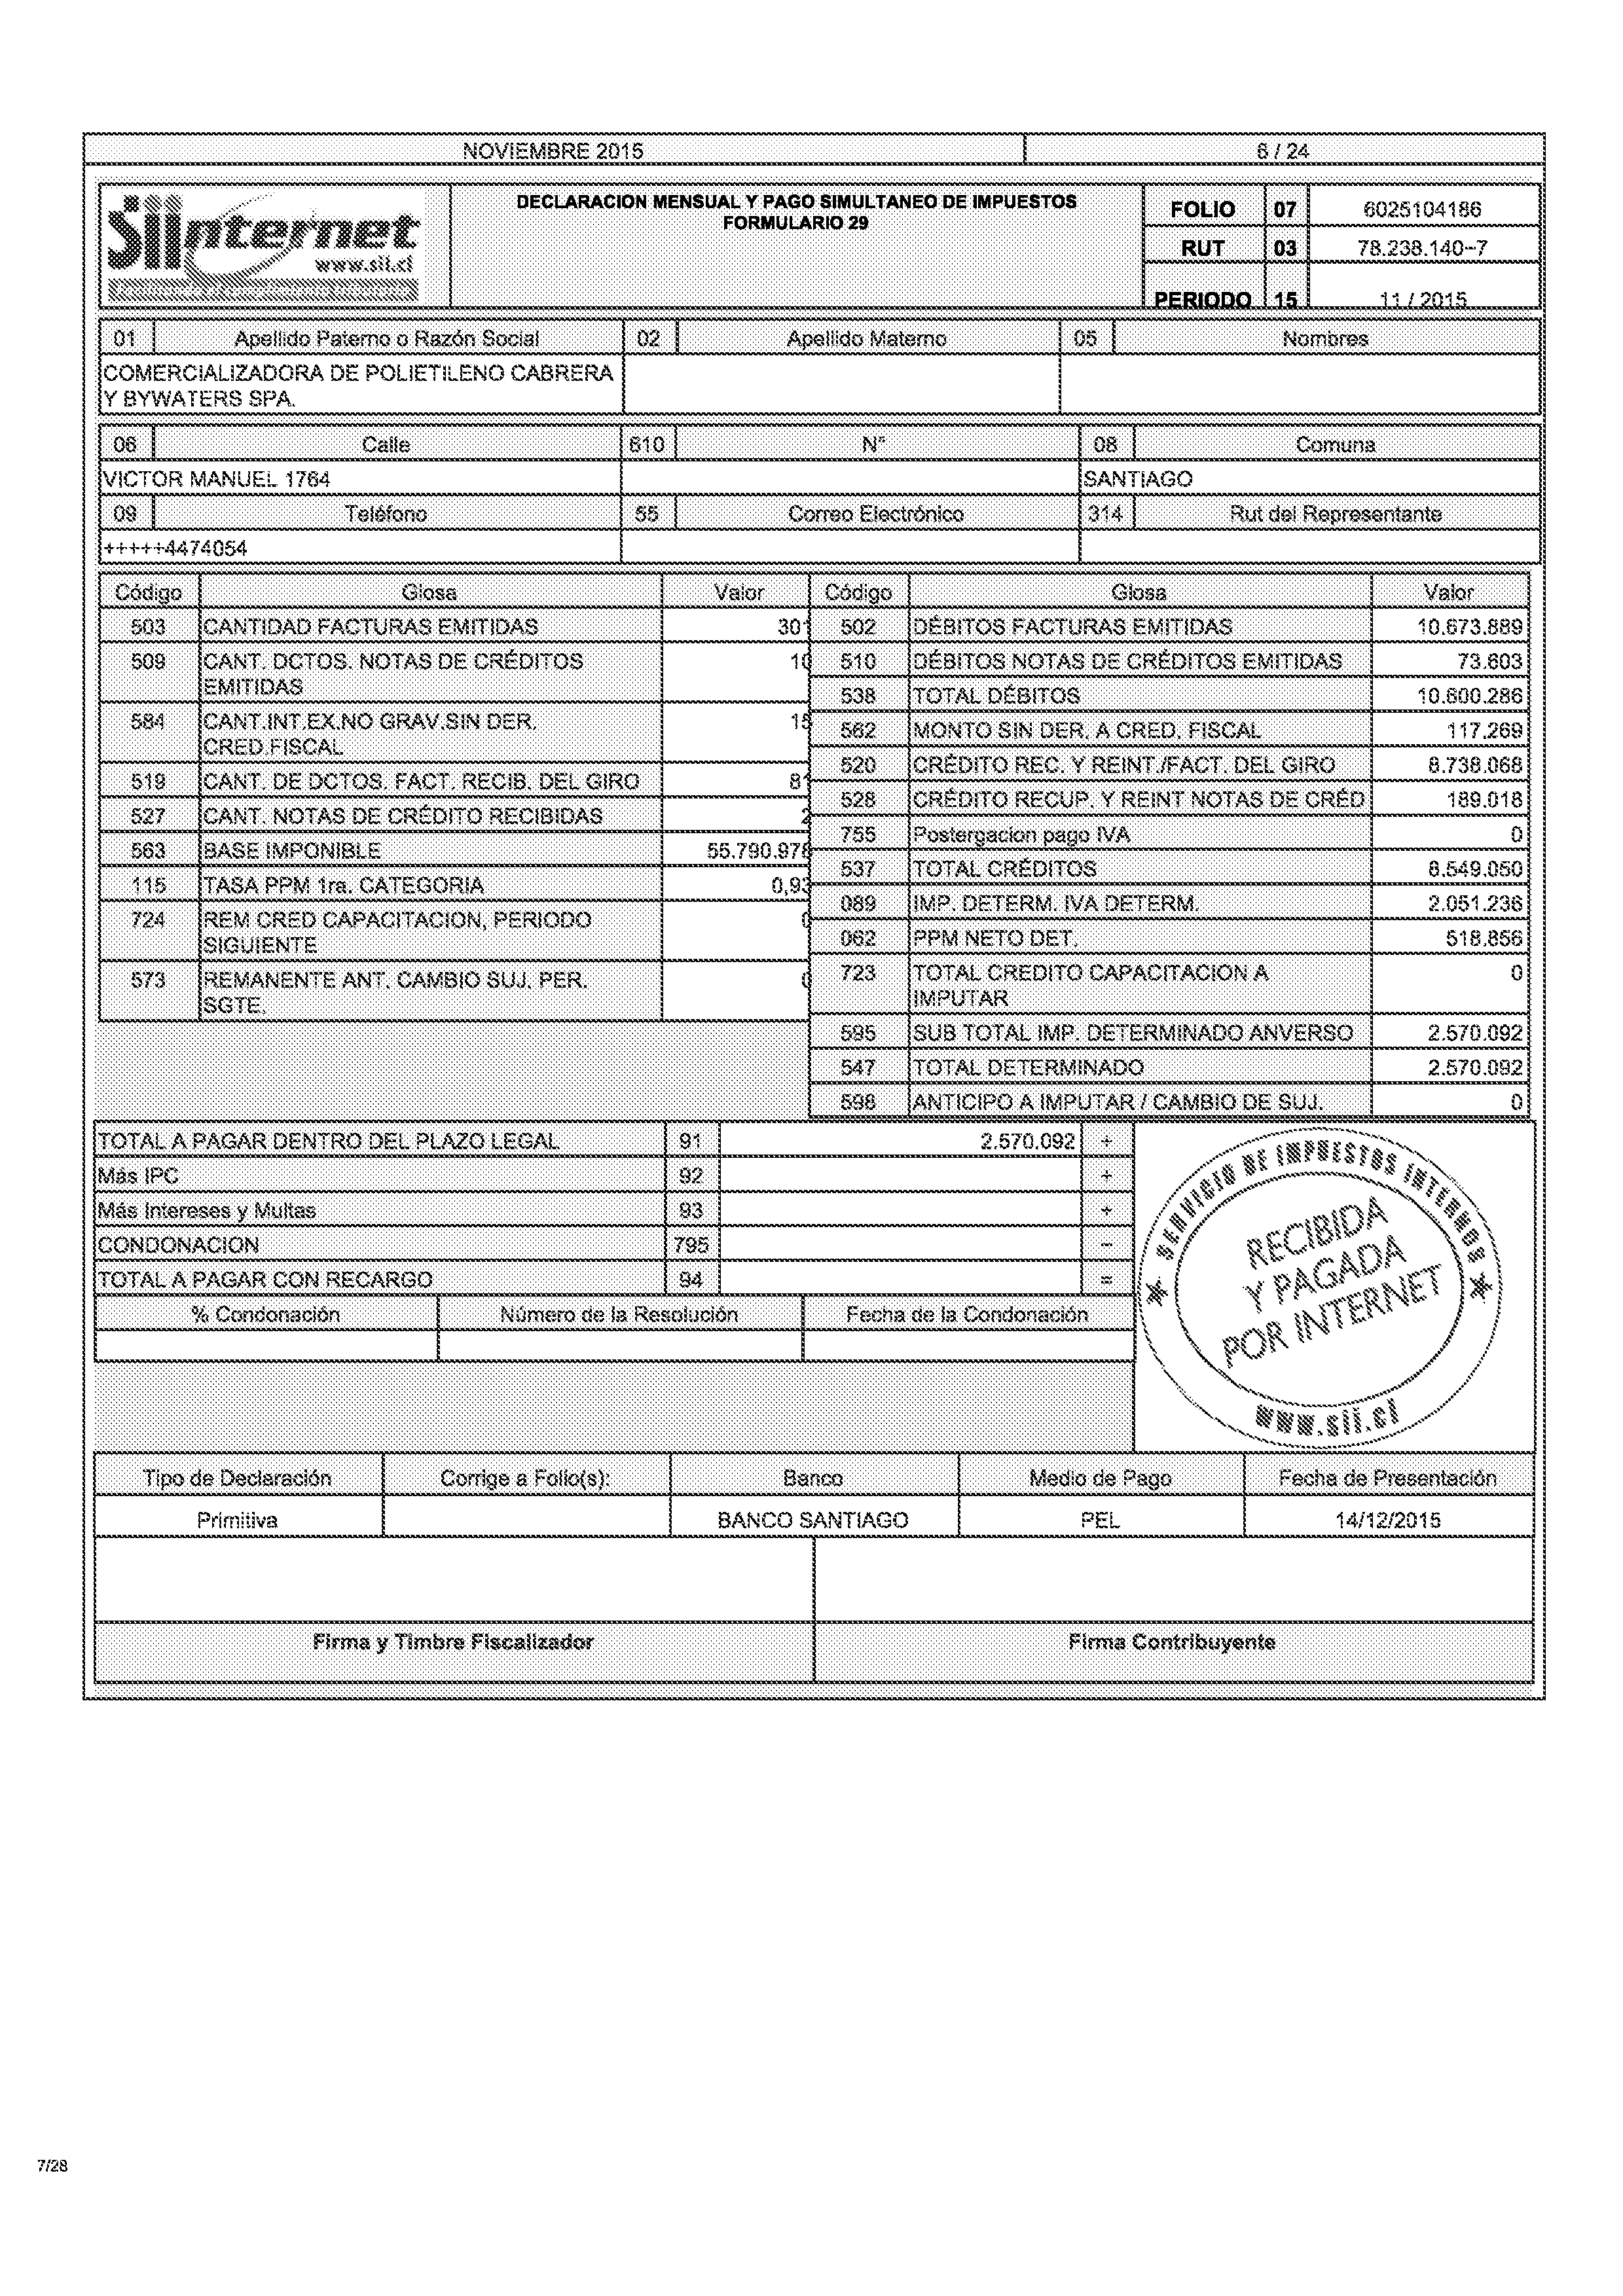 NOVIEMBRE 2015 6 / 24
siinternet
www.sii.cl
DECLARACION MENSUAL Y PAGO SIMULTANEO DE IMPUESTOS
FORMULARIO 29
FOLIO 07 6025104186
RUT 03 78.238.140-7
PERIODO 15 11 / 2015
01 Apellido Paterno o Razón Social 02 Apellido Materno 05 Nombres
COMERCIALIZADORA DE POLIETILENO CABRERA
Y BYWATERS SPA.
06 Calle 610 N° 08 Comuna
VICTOR MANUEL 1764 SANTIAGO
09 Teléfono 55 Correo Electrónico 314 Rut del Representante
+++++4474054
Código Glosa Valor
503 CANTIDAD FACTURAS EMITIDAS 301
509 CANT. DCTOS. NOTAS DE CRÉDITOS 10
EMITIDAS
584 CANT.INT.EX.NO GRAV.SIN DER. 15
CRED.FISCAL
519 CANT. DE DCTOS. FACT. RECIB. DEL GIRO 81
527 CANT. NOTAS DE CRÉDITO RECIBIDAS 2
563 BASE IMPONIBLE 55.790.978
115 TASA PPM 1ra. CATEGORIA 0,93
724 REM CRED CAPACITACION, PERIODO 0
SIGUIENTE
573 REMANENTE ANT. CAMBIO SUJ. PER. 0
SGTE.
Código Glosa Valor
502 DÉBITOS FACTURAS EMITIDAS 10.673.889
510 DÉBITOS NOTAS DE CRÉDITOS EMITIDAS 73.603
538 TOTAL DÉBITOS 10.600.286
562 MONTO SIN DER. A CRED. FISCAL 117.269
520 CRÉDITO REC. Y REINT./FACT. DEL GIRO 8.738.068
528 CRÉDITO RECUP. Y REINT NOTAS DE CRÉD 189.018
755 Postergacion pago IVA 0
537 TOTAL CRÉDITOS 8.549.050
089 IMP. DETERM. IVA DETERM. 2.051.236
062 PPM NETO DET. 518.856
723 TOTAL CREDITO CAPACITACION A 0
IMPUTAR
595 SUB TOTAL IMP. DETERMINADO ANVERSO 2.570.092
547 TOTAL DETERMINADO 2.570.092
598 ANTICIPO A IMPUTAR / CAMBIO DE SUJ. 0
TOTAL A PAGAR DENTRO DEL PLAZO LEGAL 91 2.570.092 +
Más IPC 92 +
Más Intereses y Multas 93 +
CONDONACION 795 -
TOTAL A PAGAR CON RECARGO 94 =
% Condonación Número de la Resolución Fecha de la Condonación
SERVICIO DE IMPUESTOS INTERNOS
RECIBIDA
Y PAGADA
POR INTERNET
www.sii.cl
Tipo de Declaración Corrige a Folio(s): Banco Medio de Pago Fecha de Presentación
Primitiva BANCO SANTIAGO PEL 14/12/2015
Firma y Timbre Fiscalizador Firma Contribuyente
7/28